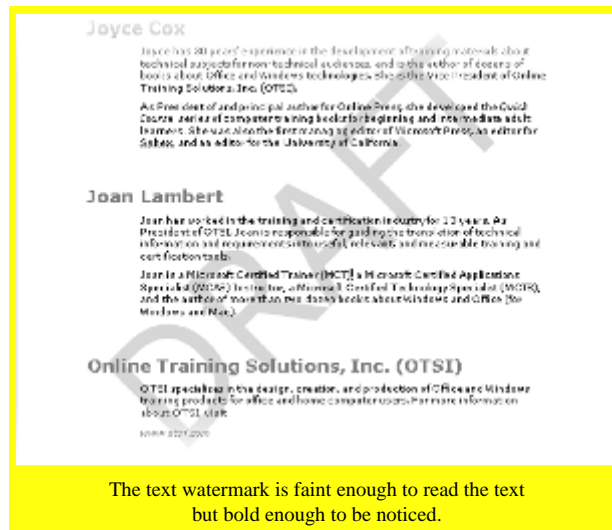 Joyce Cox
Joyce has 30 years' experience in the development of training materials about
technical subjects for non-technical audiences, and is the author of dozens of
books about Office and Windows technologies. She is the Vice President of Online
Training Solutions, Inc. (OTSI).
As President of and principal author for Online Press, she developed the Quick
Course series of computer training books for beginning and intermediate adult
learners. She was also the first managing editor of Microsoft Press, an editor for
Sybex, and an editor for the University of California.
Joan Lambert
Joan has worked in the training and certification industry for 12 years. As
President of OTSI, Joan is responsible for guiding the translation of technical
information and requirements into useful, relevant, and measurable training and
certification tools.
Joan is a Microsoft Certified Trainer (MCT), a Microsoft Certified Applications
Specialist (MCAS) Instructor, a Microsoft Certified Technology Specialist (MCTS),
and the author of more than two dozen books about Windows and Office (for
Windows and Mac).
Online Training Solutions, Inc. (OTSI)
OTSI specializes in the design, creation, and production of Office and Windows
training products for office and home computer users. For more information
about OTSI, visit
www.otsi.com
DRAFT
The text watermark is faint enough to read the text
but bold enough to be noticed.